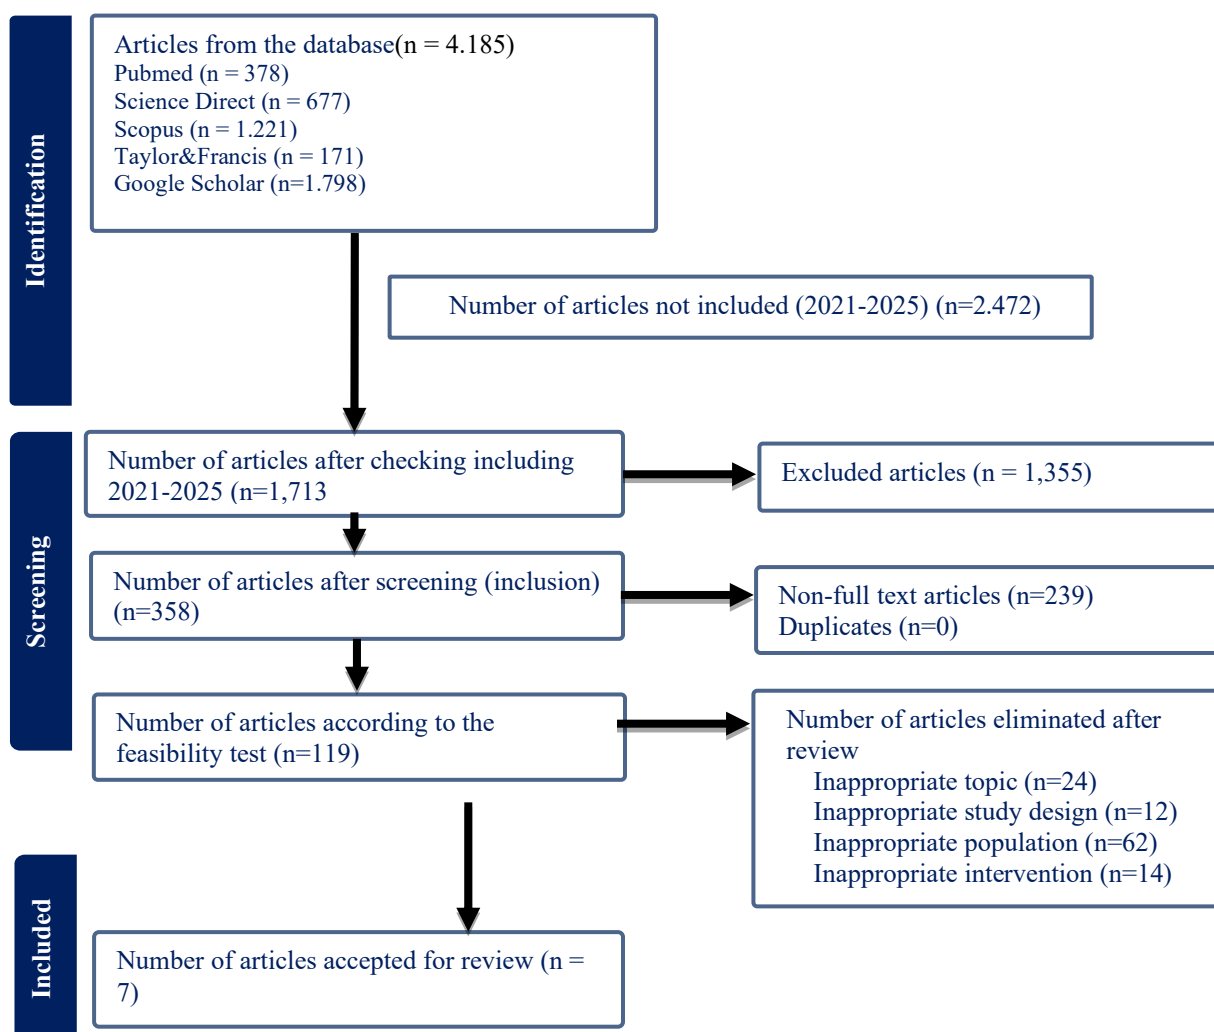 Identification
Articles from the database(n = 4.185)
Pubmed (n = 378)
Science Direct (n = 677)
Scopus (n = 1.221)
Taylor&Francis (n = 171)
Google Scholar (n=1.798)
Number of articles not included (2021-2025) (n=2.472)
Screening
Number of articles after checking including
2021-2025 (n=1,713
Excluded articles (n = 1,355)
Number of articles after screening (inclusion)
(n=358)
Non-full text articles (n=239)
Duplicates (n=0)
Number of articles according to the
feasibility test (n=119)
Number of articles eliminated after
review
Inappropriate topic (n=24)
Inappropriate study design (n=12)
Inappropriate population (n=62)
Inappropriate intervention (n=14)
Included
Number of articles accepted for review (n =
7)